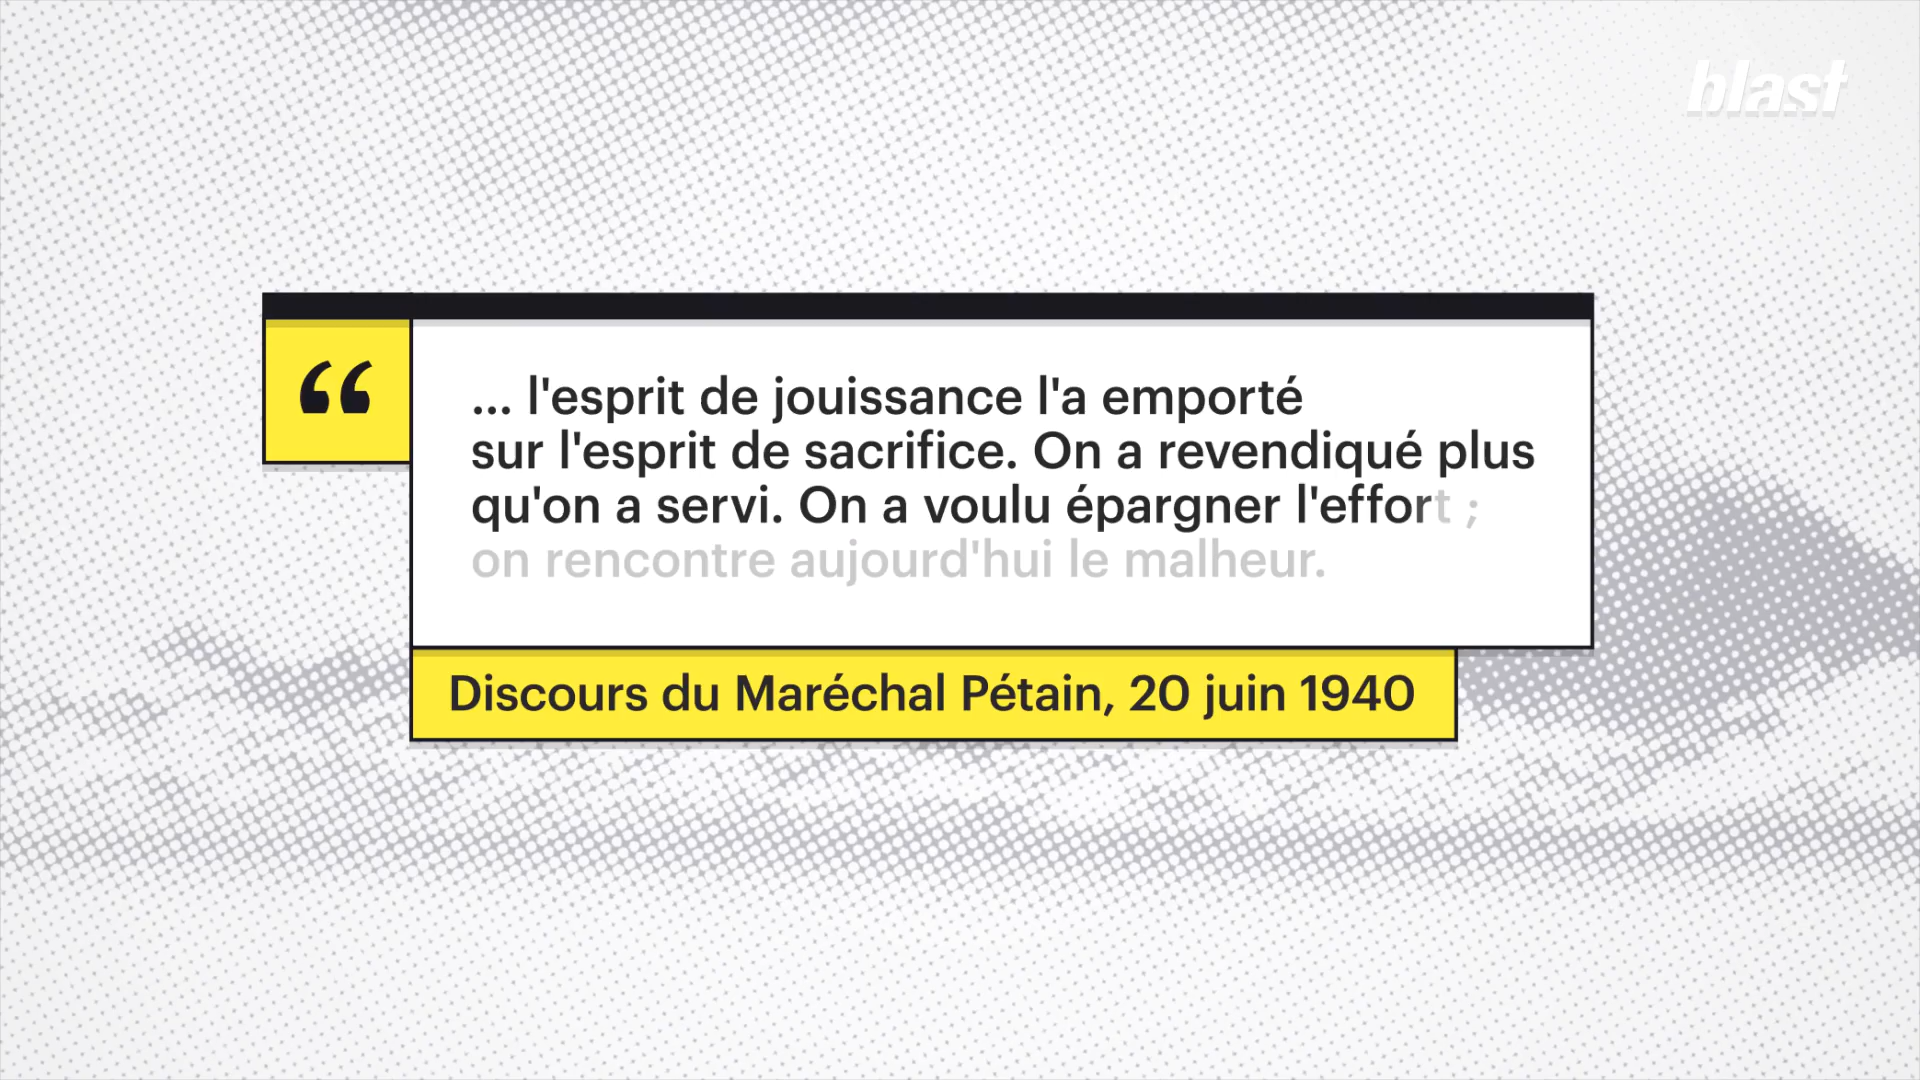 blast
“
... l'esprit de jouissance l'a emporté
sur l'esprit de sacrifice. On a revendiqué plus
qu'on a servi. On a voulu épargner l'effort ;
on rencontre aujourd'hui le malheur.
Discours du Maréchal Pétain, 20 juin 1940